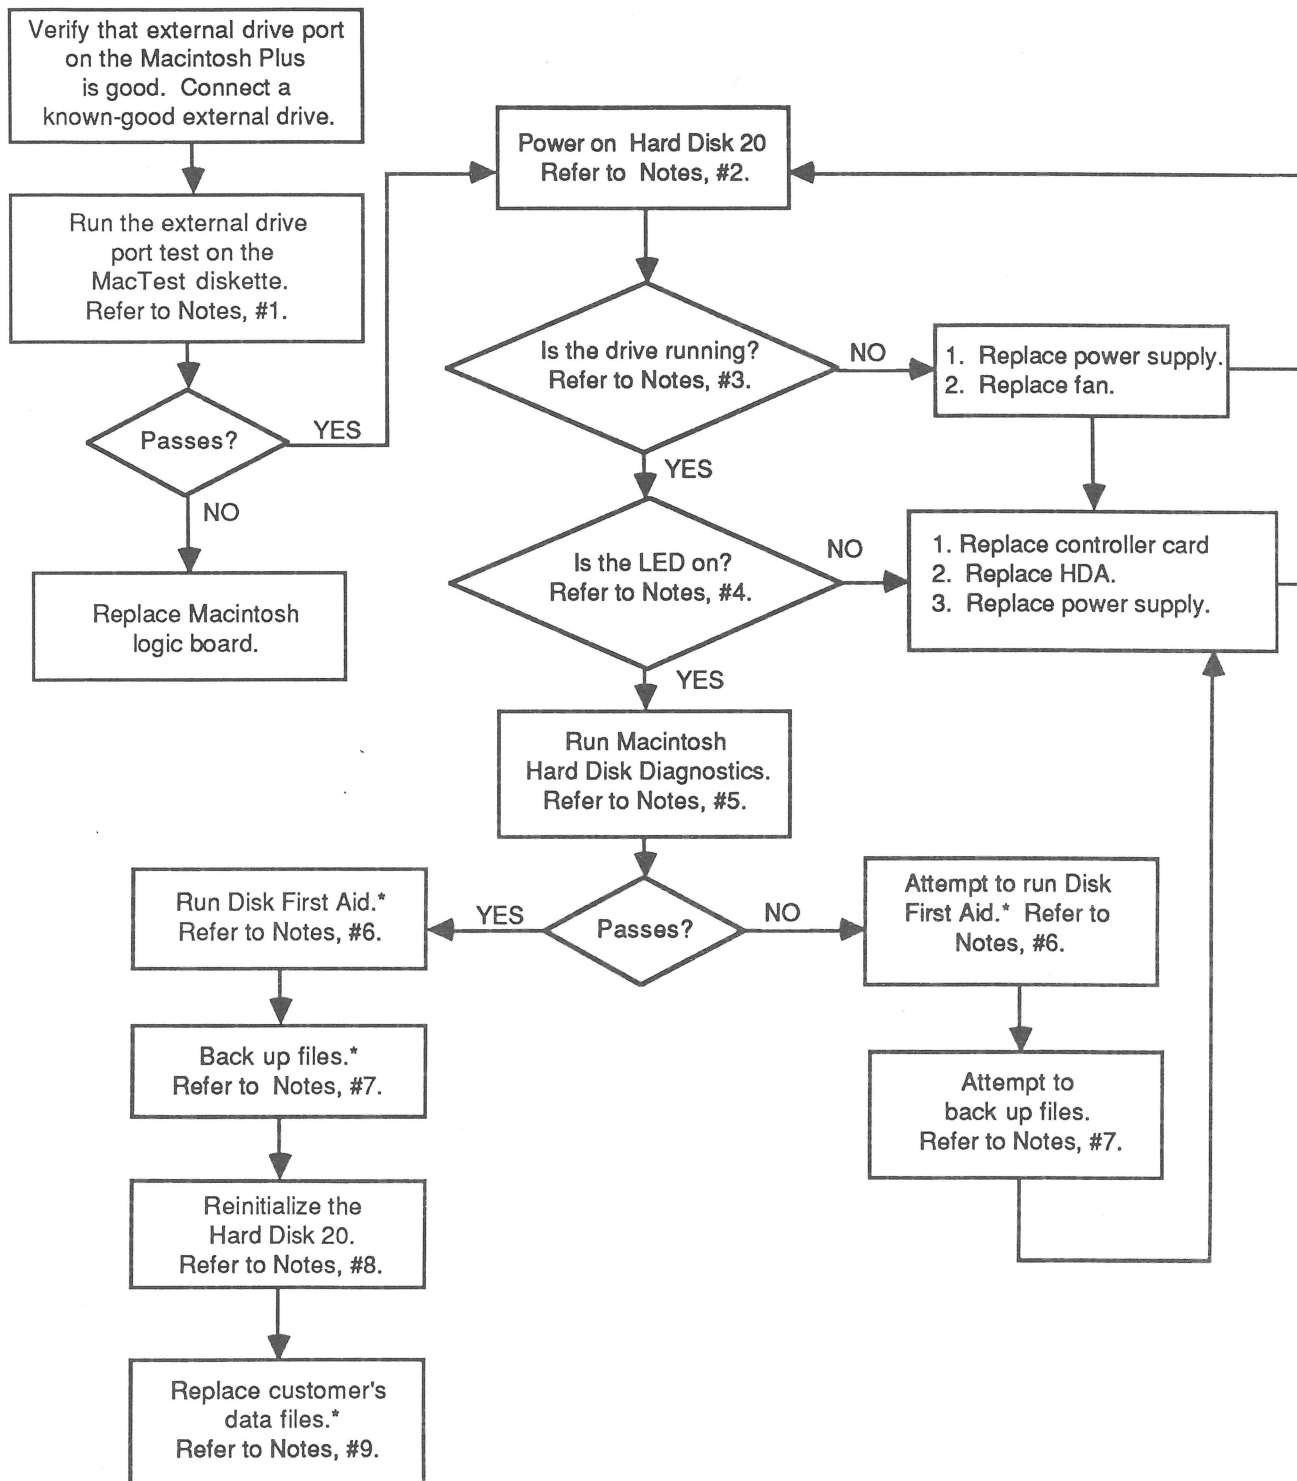 Verify that external drive port
on the Macintosh Plus
is good. Connect a
known-good external drive.
Run the external drive
port test on the
MacTest diskette.
Refer to Notes, #1.
Passes?
YES
NO
Replace Macintosh
logic board.
Power on Hard Disk 20
Refer to Notes, #2.
Is the drive running?
Refer to Notes, #3.
NO
1. Replace power supply.
2. Replace fan.
YES
Is the LED on?
Refer to Notes, #4.
NO
1. Replace controller card
2. Replace HDA.
3. Replace power supply.
YES
Run Macintosh
Hard Disk Diagnostics.
Refer to Notes, #5.
Passes?
YES
NO
Run Disk First Aid.*
Refer to Notes, #6.
Back up files.*
Refer to Notes, #7.
Reinitialize the
Hard Disk 20.
Refer to Notes, #8.
Replace customer's
data files.*
Refer to Notes, #9.
Attempt to run Disk
First Aid.* Refer to
Notes, #6.
Attempt to
back up files.
Refer to Notes, #7.